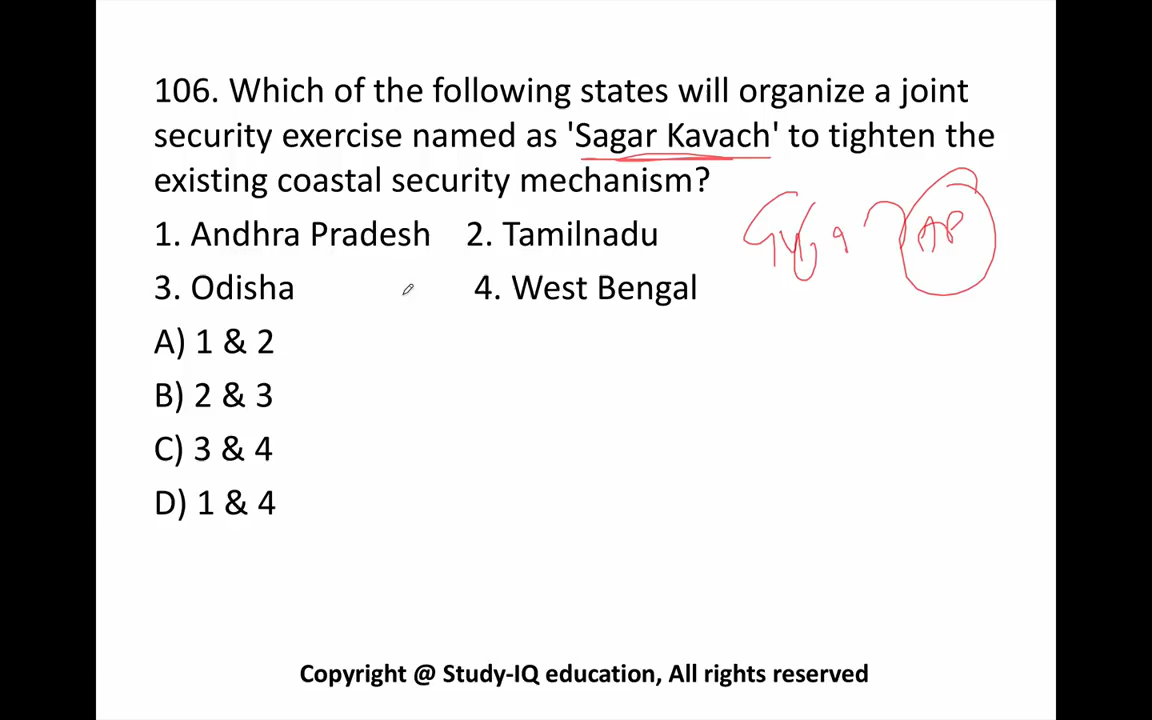 106. Which of the following states will organize a joint
security exercise named as 'Sagar Kavach' to tighten the
existing coastal security mechanism?
1. Andhra Pradesh 2. Tamilnadu
AP
3. Odisha 4. West Bengal
A) 1 & 2
B) 2 & 3
C) 3 & 4
D) 1 & 4
Copyright @ Study-IQ education, All rights reserved